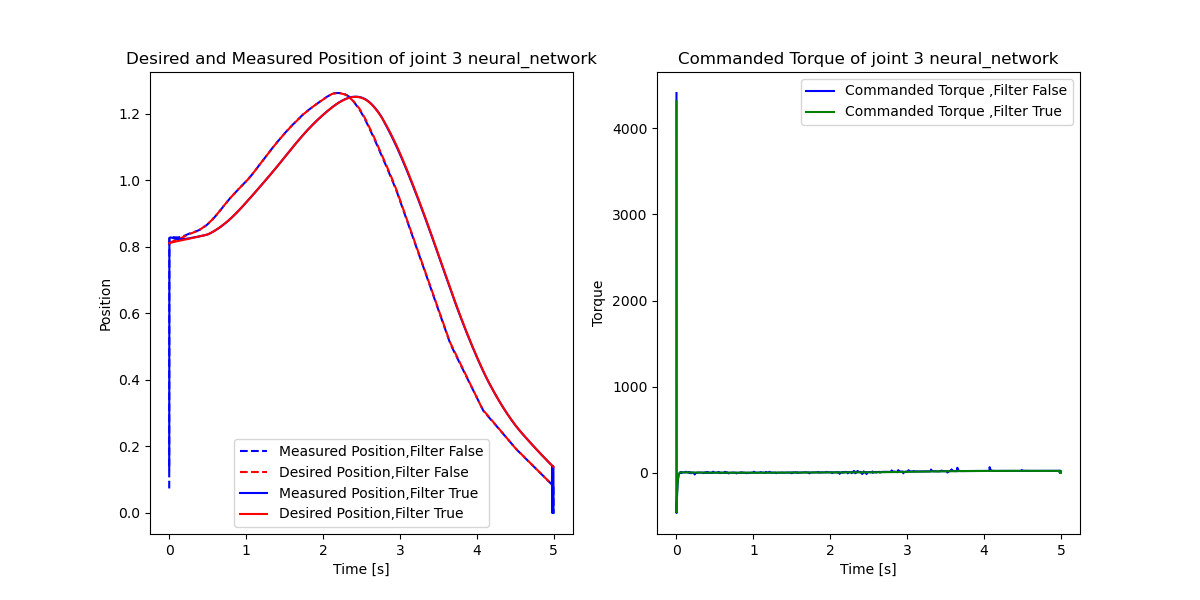 Desired and Measured Position of joint 3 neural_network
Position
1.2
1.0
0.8
0.6
0.4
0.2
0.0
Measured Position,Filter False
Desired Position,Filter False
Measured Position,Filter True
Desired Position,Filter True
0 1 2 3 4 5
Time [s]
Commanded Torque of joint 3 neural_network
Torque
4000
3000
2000
1000
0
Commanded Torque ,Filter False
Commanded Torque ,Filter True
0 1 2 3 4 5
Time [s]